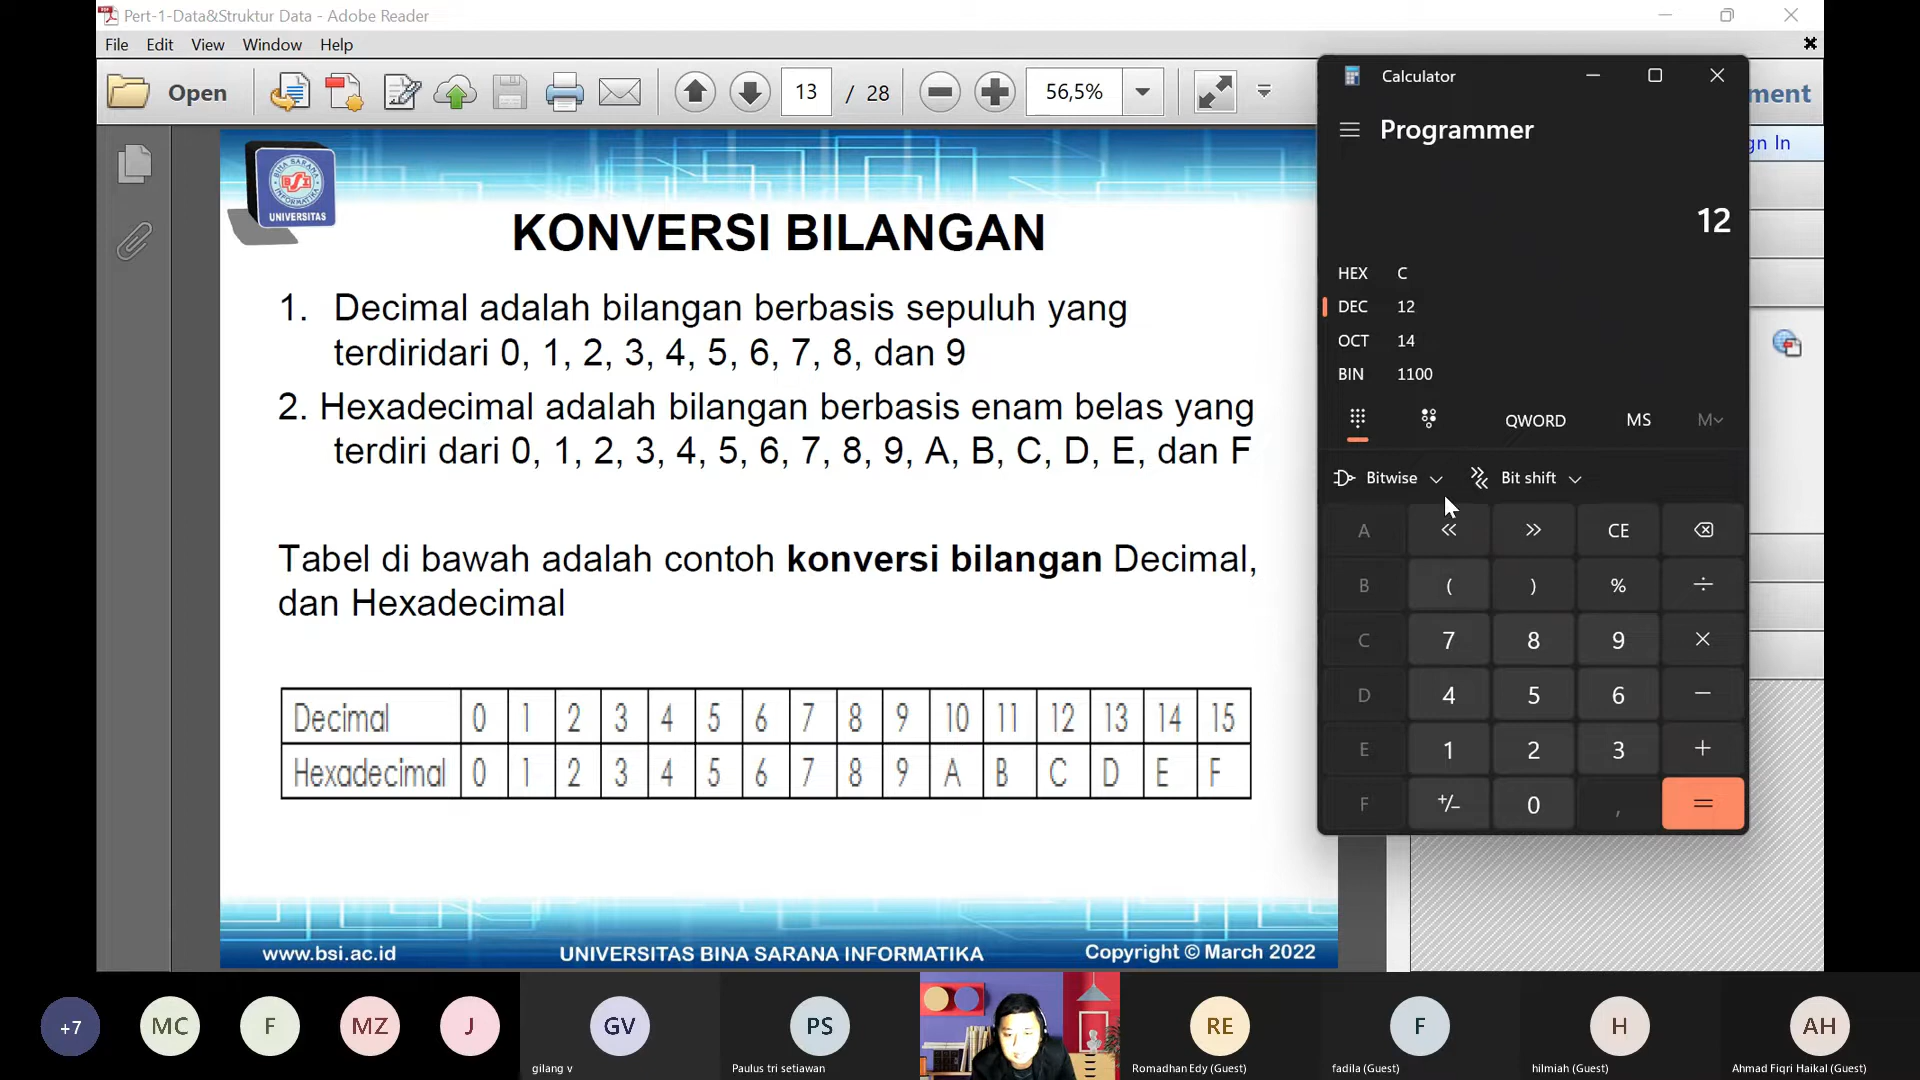 Pert-1-Data&Struktur Data - Adobe Reader
File Edit View Window Help
Open 13 / 28 56,5%
ment
gn In
UNIVERSITAS
KONVERSI BILANGAN
1. Decimal adalah bilangan berbasis sepuluh yang
terdiridari 0, 1, 2, 3, 4, 5, 6, 7, 8, dan 9
2. Hexadecimal adalah bilangan berbasis enam belas yang
terdiri dari 0, 1, 2, 3, 4, 5, 6, 7, 8, 9, A, B, C, D, E, dan F
Tabel di bawah adalah contoh konversi bilangan Decimal,
dan Hexadecimal
Decimal 0 1 2 3 4 5 6 7 8 9 10 11 12 13 14 15
Hexadecimal 0 1 2 3 4 5 6 7 8 9 A B C D E F
www.bsi.ac.id UNIVERSITAS BINA SARANA INFORMATIKA Copyright © March 2022
Calculator
Programmer
12
HEX C
DEC 12
OCT 14
BIN 1100
QWORD MS M
Bitwise Bit shift
A << >> CE
B ( ) % ÷
C 7 8 9 ×
D 4 5 6 −
E 1 2 3 +
F +/− 0 , =
+7 MC F MZ J GV PS RE F H AH
gilang v Paulus tri setiawan Romadhan Edy (Guest) fadila (Guest) hilmiah (Guest) Ahmad Fiqri Haikal (Guest)